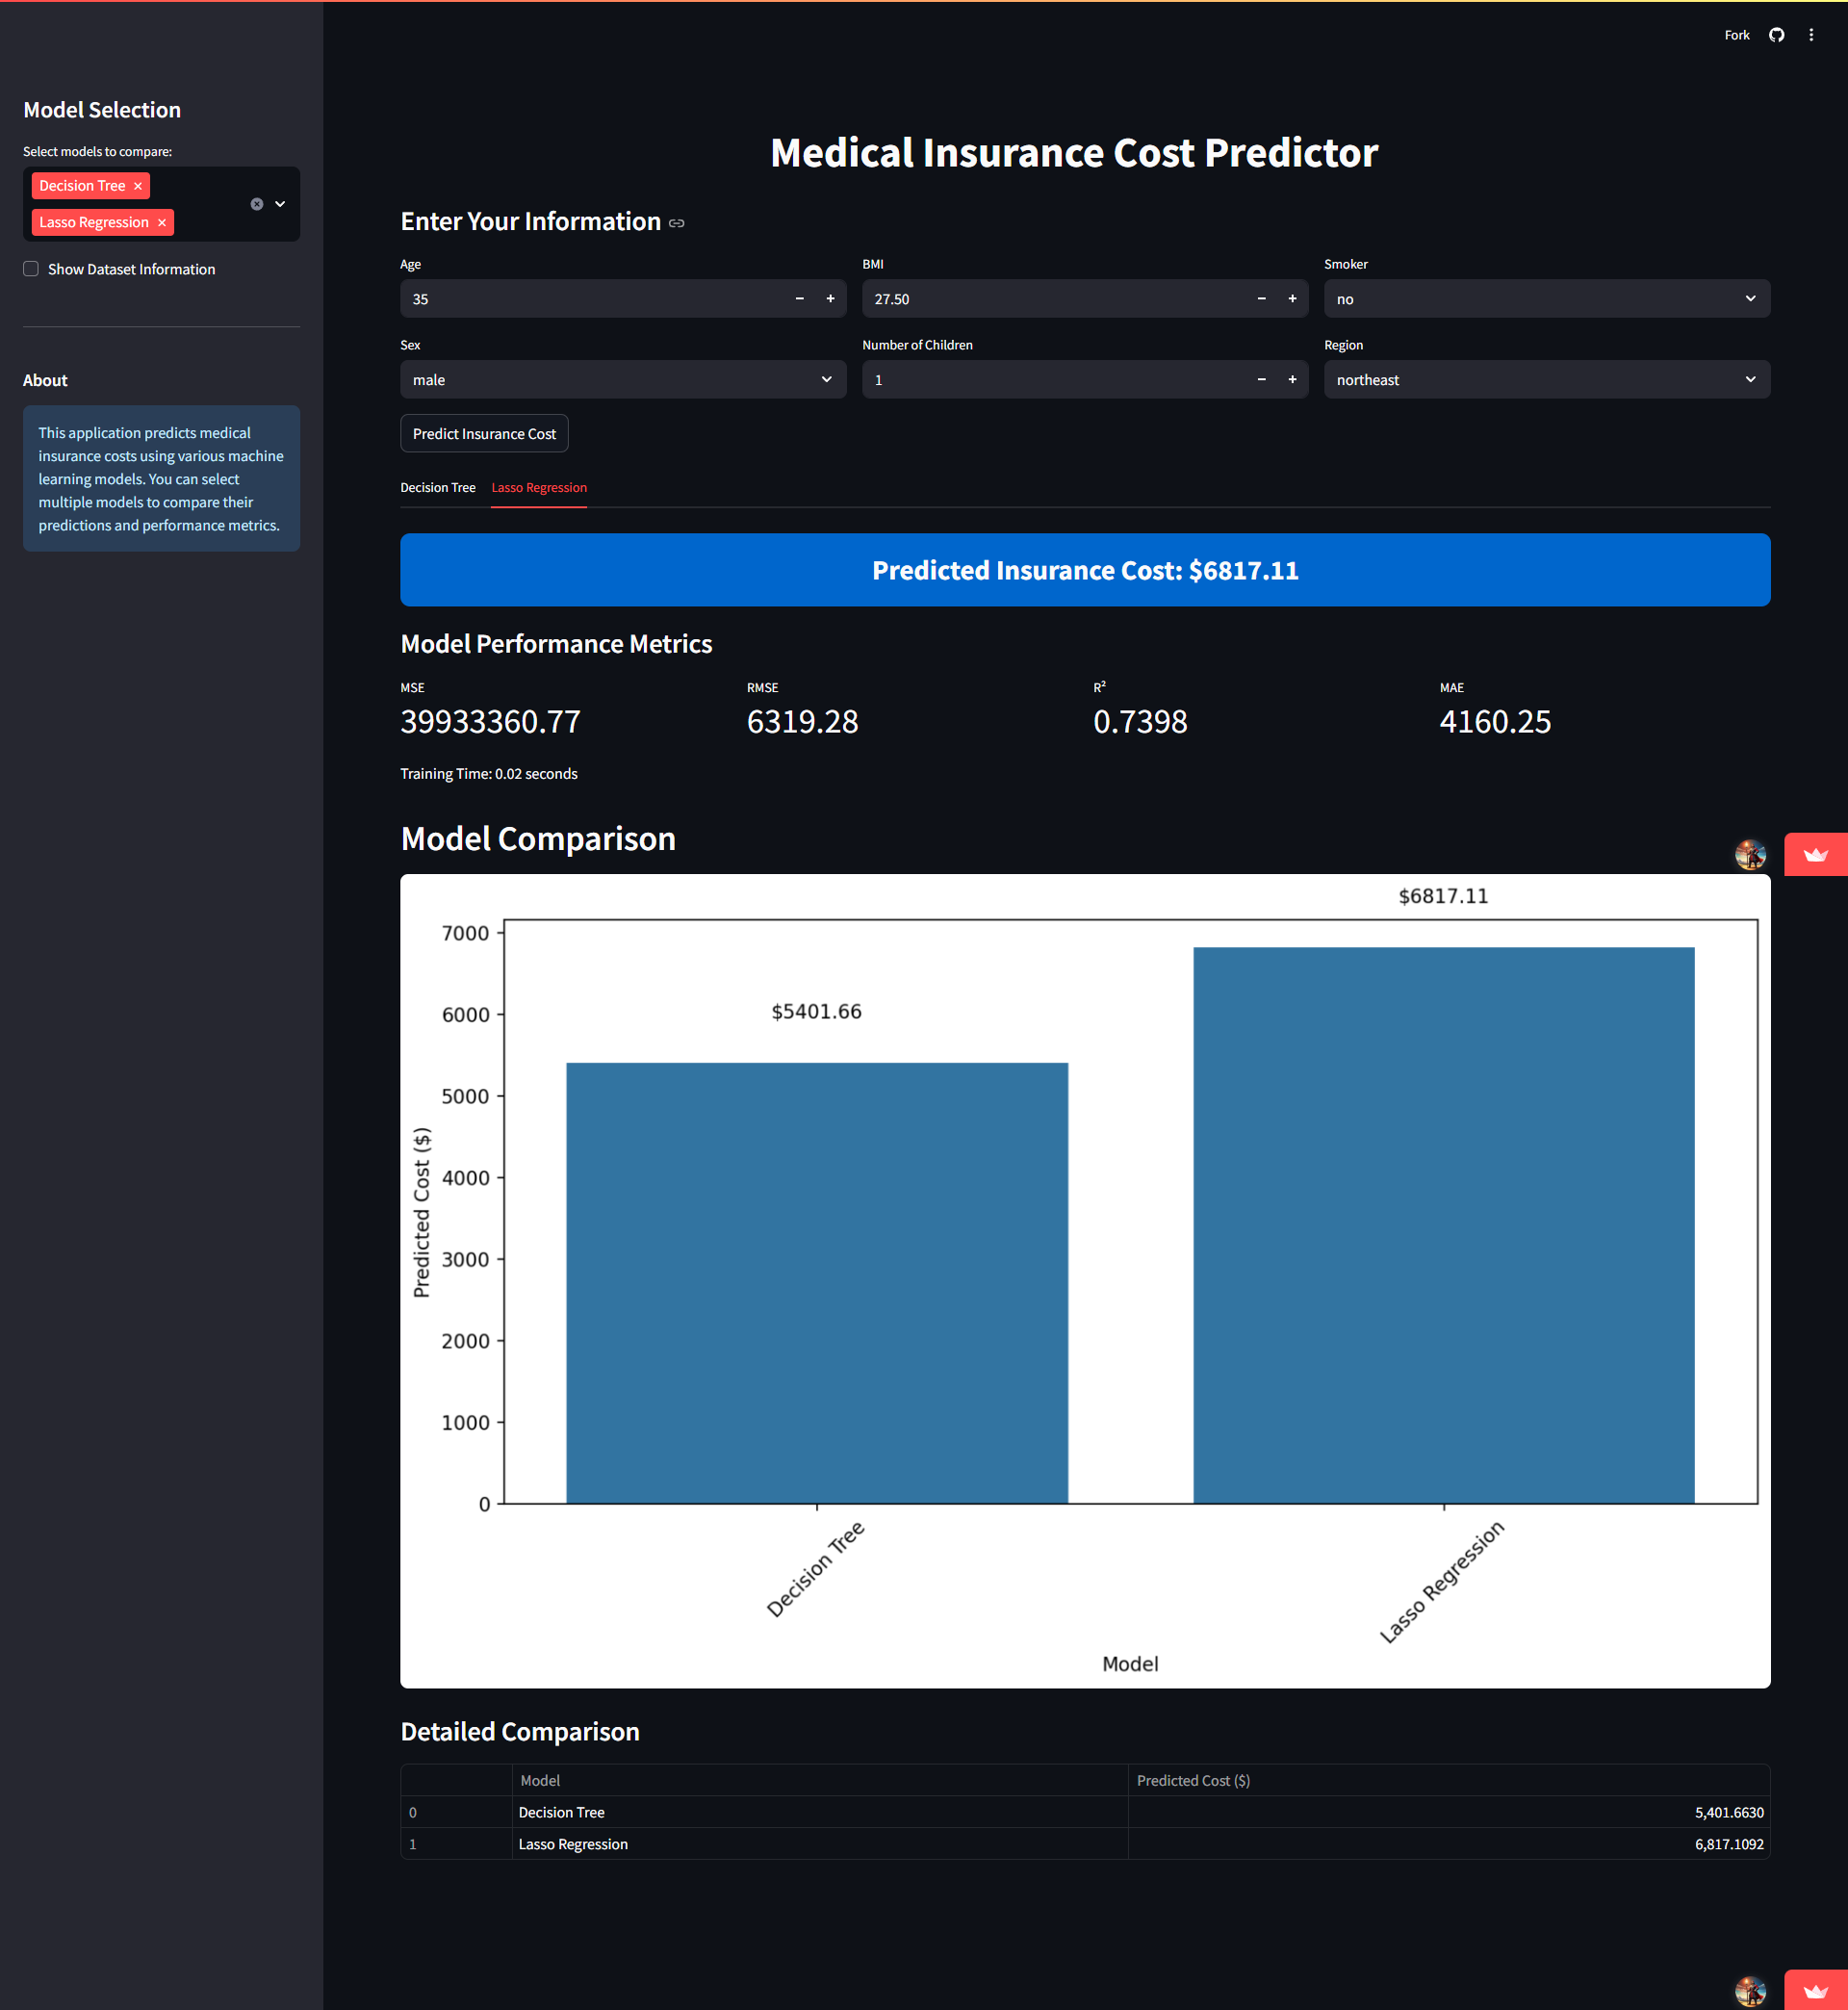 Fork
Model Selection
Select models to compare:
Decision Tree ×
Lasso Regression ×
Show Dataset Information
About
This application predicts medical
insurance costs using various machine
learning models. You can select
multiple models to compare their
predictions and performance metrics.
Medical Insurance Cost Predictor
Enter Your Information
Age
BMI
Smoker
35 − +
27.50 − +
no
Sex
Number of Children
Region
male
1 − +
northeast
Predict Insurance Cost
Decision Tree Lasso Regression
Predicted Insurance Cost: $6817.11
Model Performance Metrics
MSE
RMSE
R²
MAE
39933360.77
6319.28
0.7398
4160.25
Training Time: 0.02 seconds
Model Comparison
$6817.11
$5401.66
7000
6000
5000
4000
3000
2000
1000
0
Predicted Cost ($)
Decision Tree
Lasso Regression
Model
Detailed Comparison
Model Predicted Cost ($)
0 Decision Tree 5,401.6630
1 Lasso Regression 6,817.1092